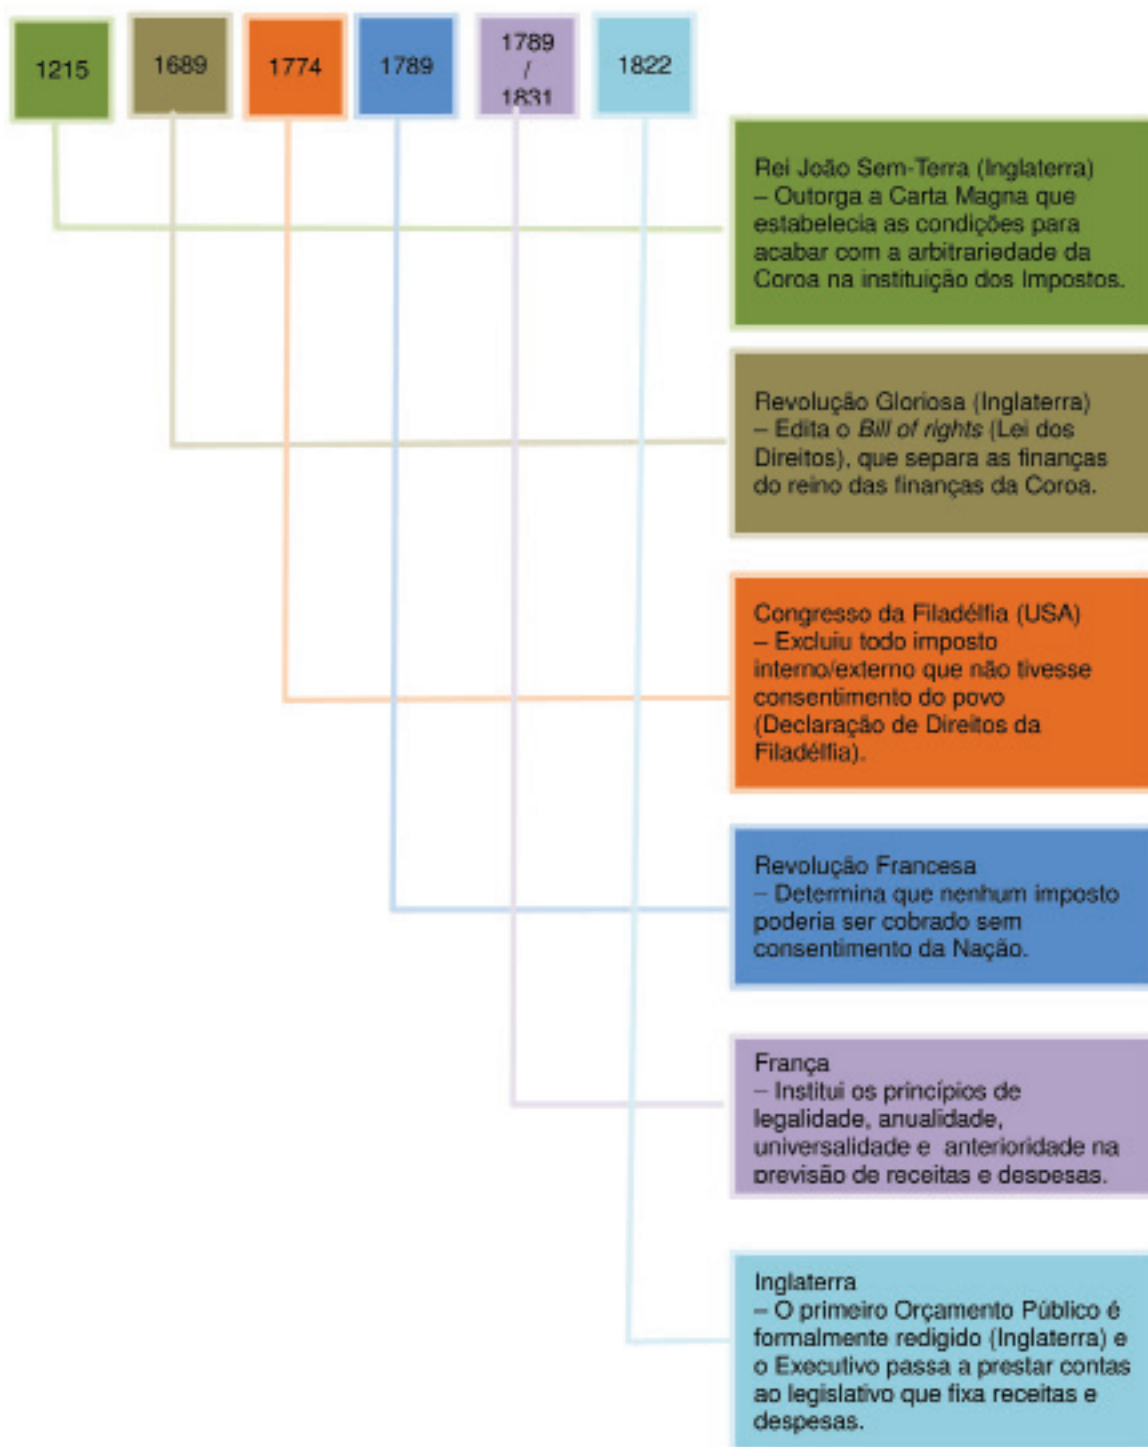 1215
1689
1774
1789
1789
/
1831
1822
Rei João Sem-Terra (Inglaterra)
– Outorga a Carta Magna que
estabelecia as condições para
acabar com a arbitrariedade da
Coroa na instituição dos Impostos.
Revolução Gloriosa (Inglaterra)
– Edita o Bill of rights (Lei dos
Direitos), que separa as finanças
do reino das finanças da Coroa.
Congresso da Filadélfia (USA)
– Excluiu todo imposto
interno/externo que não tivesse
consentimento do povo
(Declaração de Direitos da
Filadélfia).
Revolução Francesa
– Determina que nenhum imposto
poderia ser cobrado sem
consentimento da Nação.
França
– Institui os princípios de
legalidade, anualidade,
universalidade e anterioridade na
previsão de receitas e despesas.
Inglaterra
– O primeiro Orçamento Público é
formalmente redigido (Inglaterra) e
o Executivo passa a prestar contas
ao legislativo que fixa receitas e
despesas.